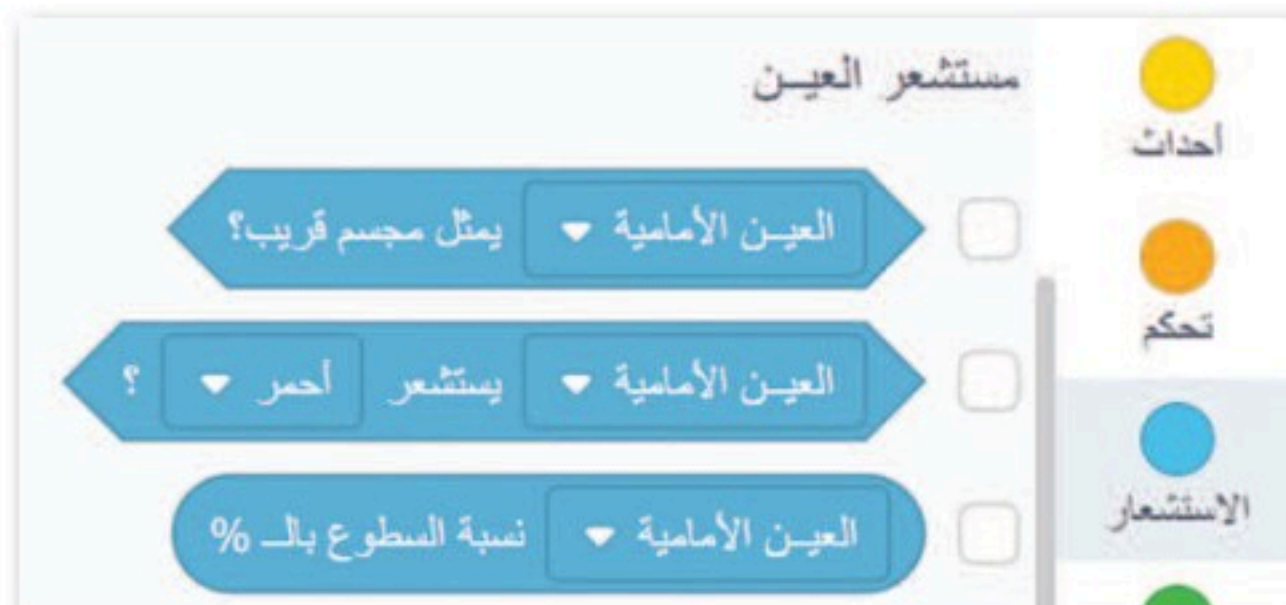 أحداث
تحكم
الاستشعار
مستشعر العيـن
العيـن الأمامية يمثل مجسم قريب؟
العيـن الأمامية يستشعر أحمر ؟
العيـن الأمامية نسبة السطوع بالـ %